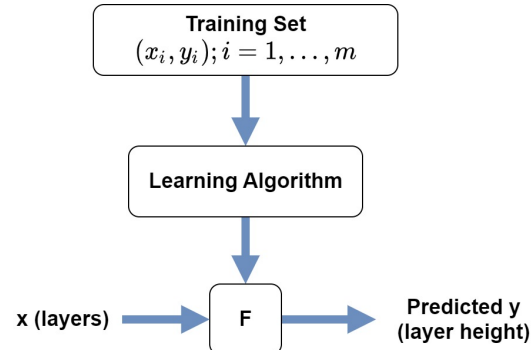 Training Set
(x_i, y_i); i = 1, . . . , m
Learning Algorithm
x (layers)
F
Predicted y
(layer height)